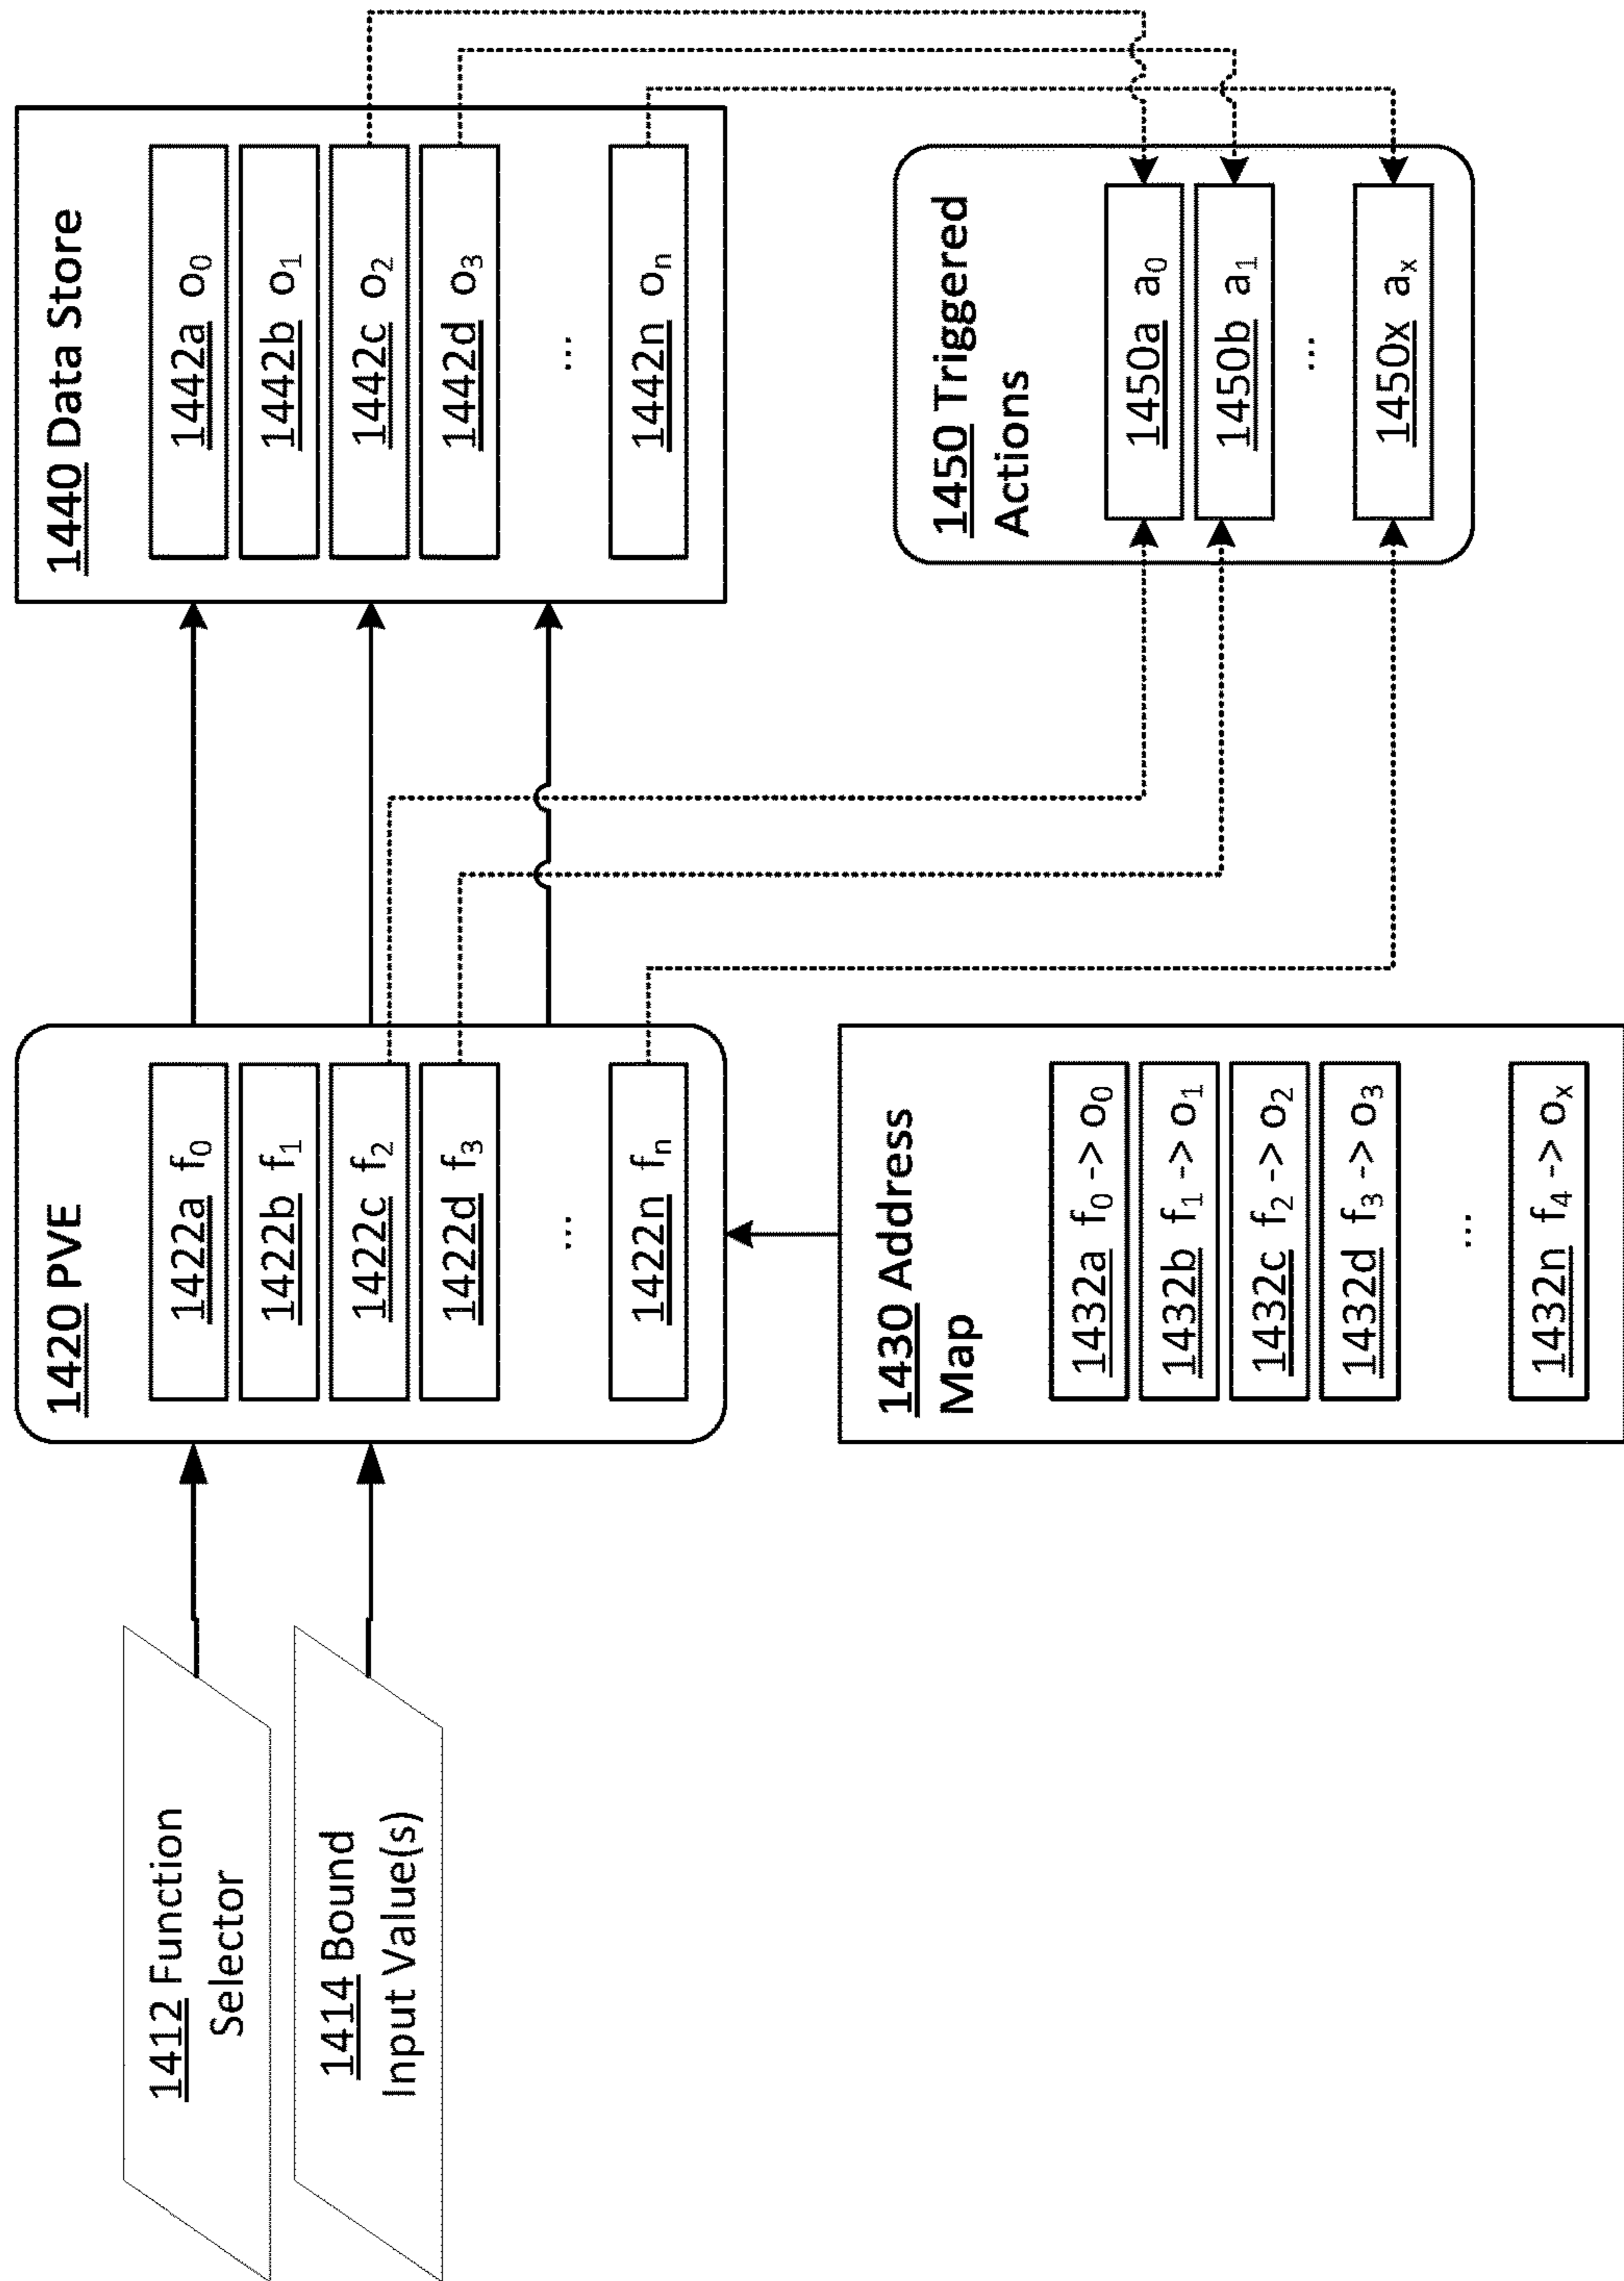 1412 Function
Selector
1414 Bound
Input Value(s)
1420 PVE
1422a f₀
1422b f₁
1422c f₂
1422d f₃
...
1422n fₙ
1430 Address
Map
1432a f₀ -> o₀
1432b f₁ -> o₁
1432c f₂ -> o₂
1432d f₃ -> o₃
...
1432n f₄ -> oₓ
1440 Data Store
1442a o₀
1442b o₁
1442c o₂
1442d o₃
...
1442n oₙ
1450 Triggered
Actions
1450a a₀
1450b a₁
...
1450x aₓ